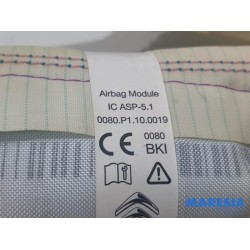 Airbag Module
IC ASP-5.1
0080.P1.10.0019
CE 0080
BKI
MARESIA